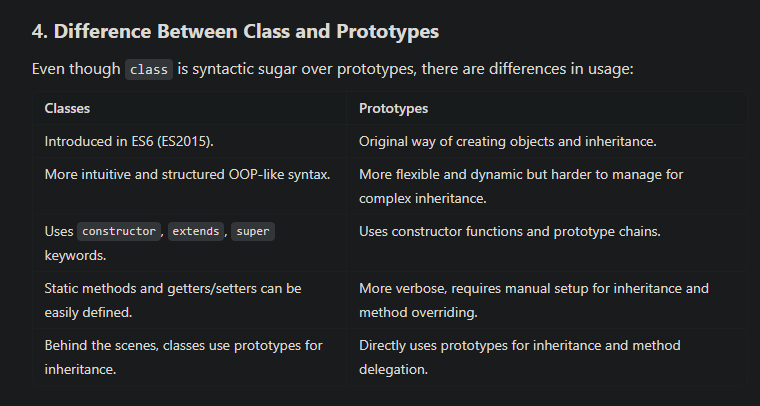 4. Difference Between Class and Prototypes
Even though class is syntactic sugar over prototypes, there are differences in usage:
Classes
Prototypes
Introduced in ES6 (ES2015).
Original way of creating objects and inheritance.
More intuitive and structured OOP-like syntax.
More flexible and dynamic but harder to manage for
complex inheritance.
Uses constructor, extends, super
keywords.
Uses constructor functions and prototype chains.
Static methods and getters/setters can be
easily defined.
More verbose, requires manual setup for inheritance and
method overriding.
Behind the scenes, classes use prototypes for
inheritance.
Directly uses prototypes for inheritance and method
delegation.